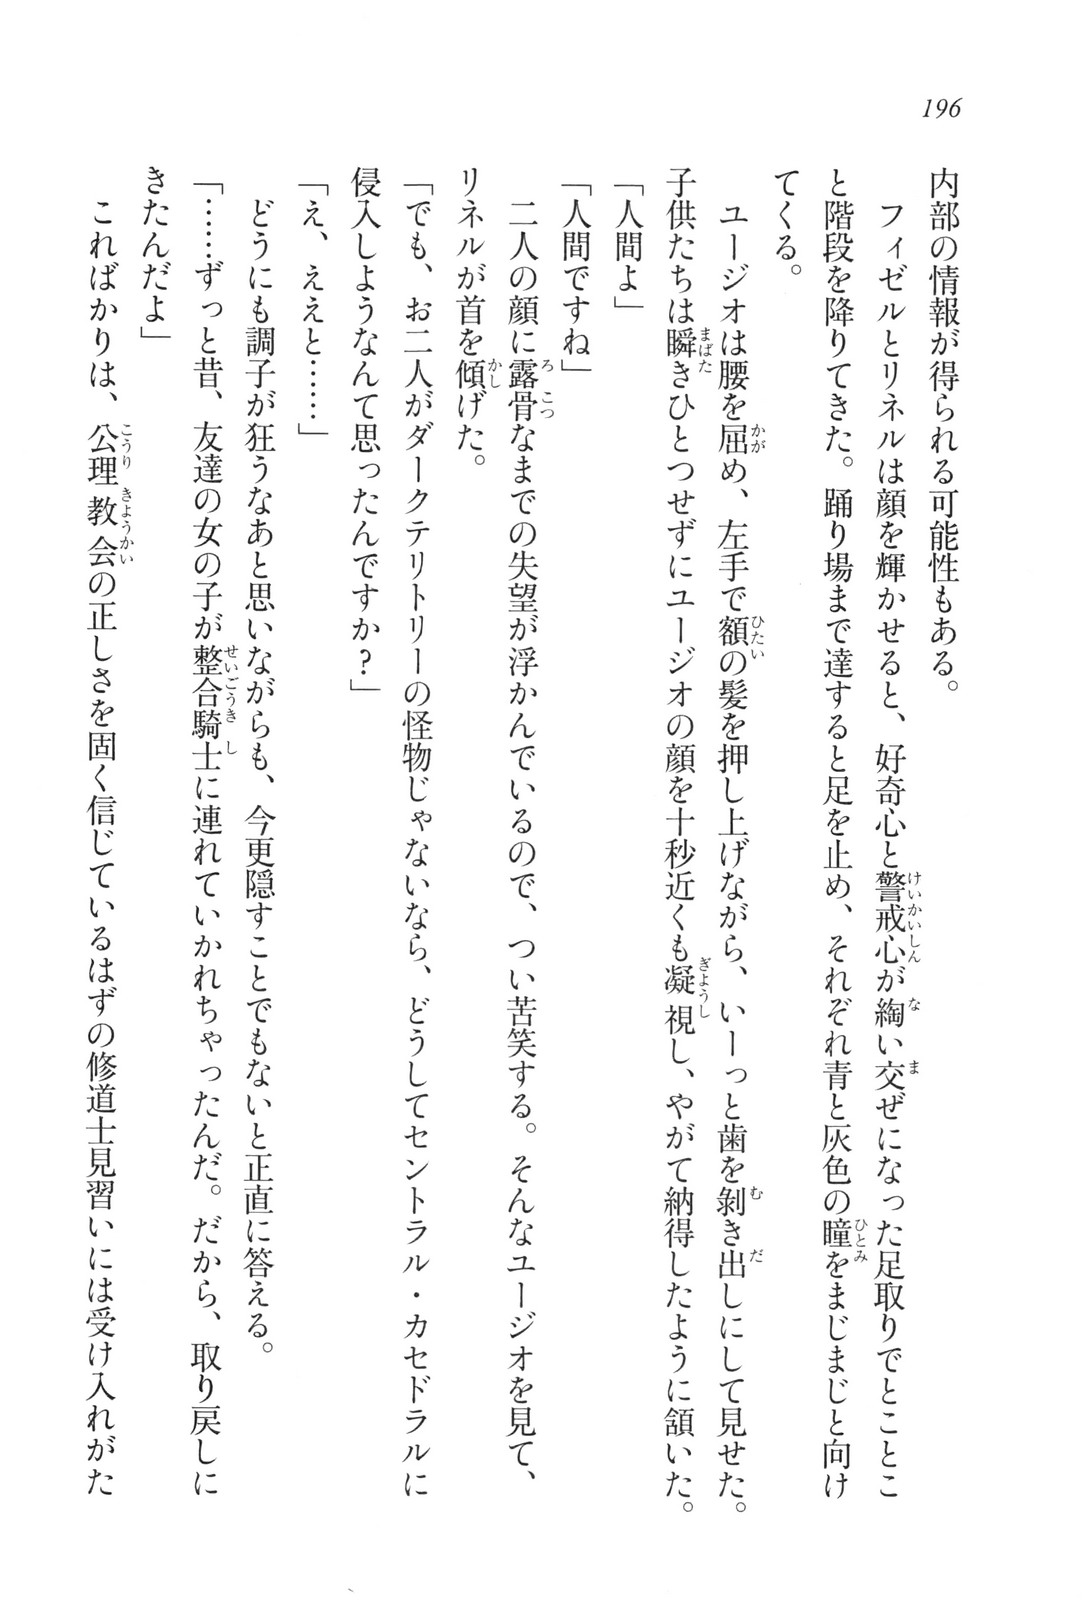 196
内部の情報が得られる可能性もある。
　フィゼルとリネルは顔を輝かせると、好奇心と警戒心が綯い交ぜになった足取りでとことこ
と階段を降りてきた。踊り場まで達すると足を止め、それぞれ青と灰色の瞳をまじまじと向け
てくる。
　ユージオは腰を屈め、左手で額の髪を押し上げながら、いーっと歯を剝き出しにして見せた。
子供たちは瞬きひとつせずにユージオの顔を十秒近くも凝視し、やがて納得したように頷いた。
「人間よ」
「人間ですね」
　二人の顔に露骨なまでの失望が浮かんでいるので、つい苦笑する。そんなユージオを見て、
リネルが首を傾げた。
「でも、お二人がダークテリトリーの怪物じゃないなら、どうしてセントラル・カセドラルに
侵入しようなんて思ったんですか？」
「え、ええと……」
　どうにも調子が狂うなあと思いながらも、今更隠すことでもないと正直に答える。
「……ずっと昔、友達の女の子が整合騎士に連れていかれちゃったんだ。だから、取り戻しに
きたんだよ」
　こればかりは、公理教会の正しさを固く信じているはずの修道士見習いには受け入れがた